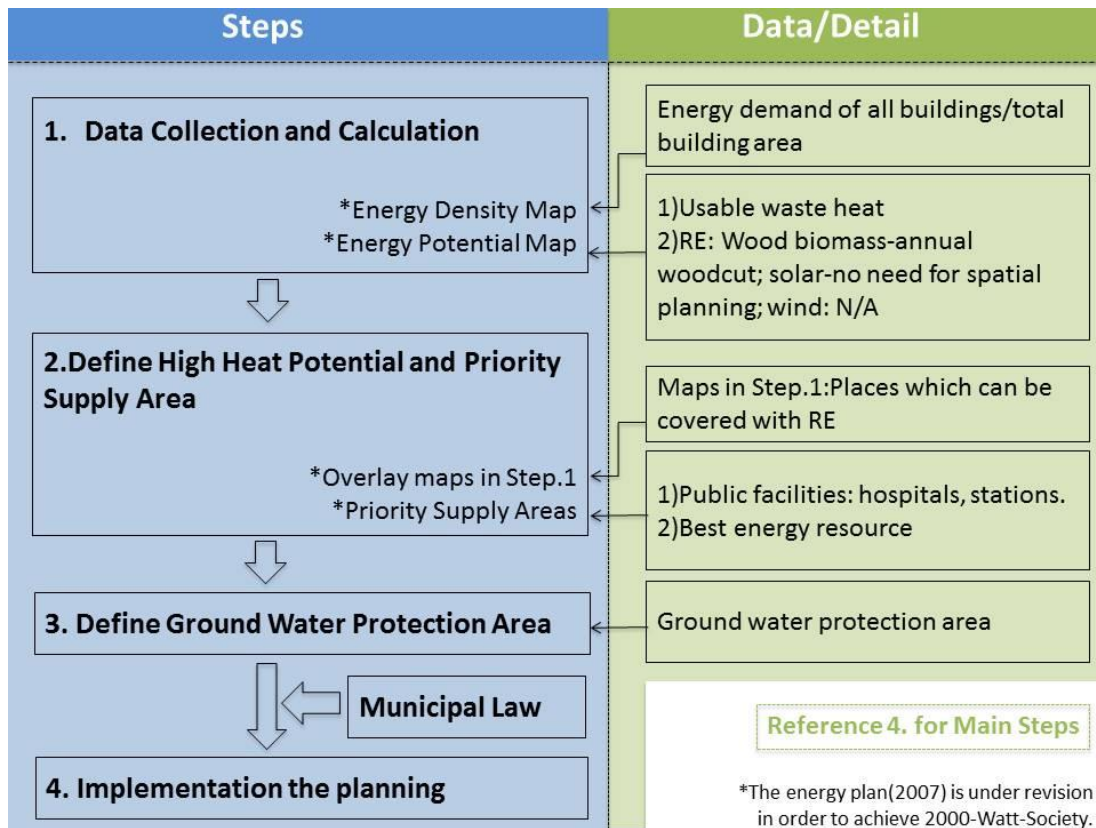 Steps
Data/Detail
1. Data Collection and Calculation
*Energy Density Map
*Energy Potential Map
Energy demand of all buildings/total
building area
1)Usable waste heat
2)RE: Wood biomass-annual
woodcut; solar-no need for spatial
planning; wind: N/A
2.Define High Heat Potential and Priority
Supply Area
*Overlay maps in Step.1
*Priority Supply Areas
Maps in Step.1:Places which can be
covered with RE
1)Public facilities: hospitals, stations.
2)Best energy resource
3. Define Ground Water Protection Area
Ground water protection area
Municipal Law
4. Implementation the planning
Reference 4. for Main Steps
*The energy plan(2007) is under revision
in order to achieve 2000-Watt-Society.